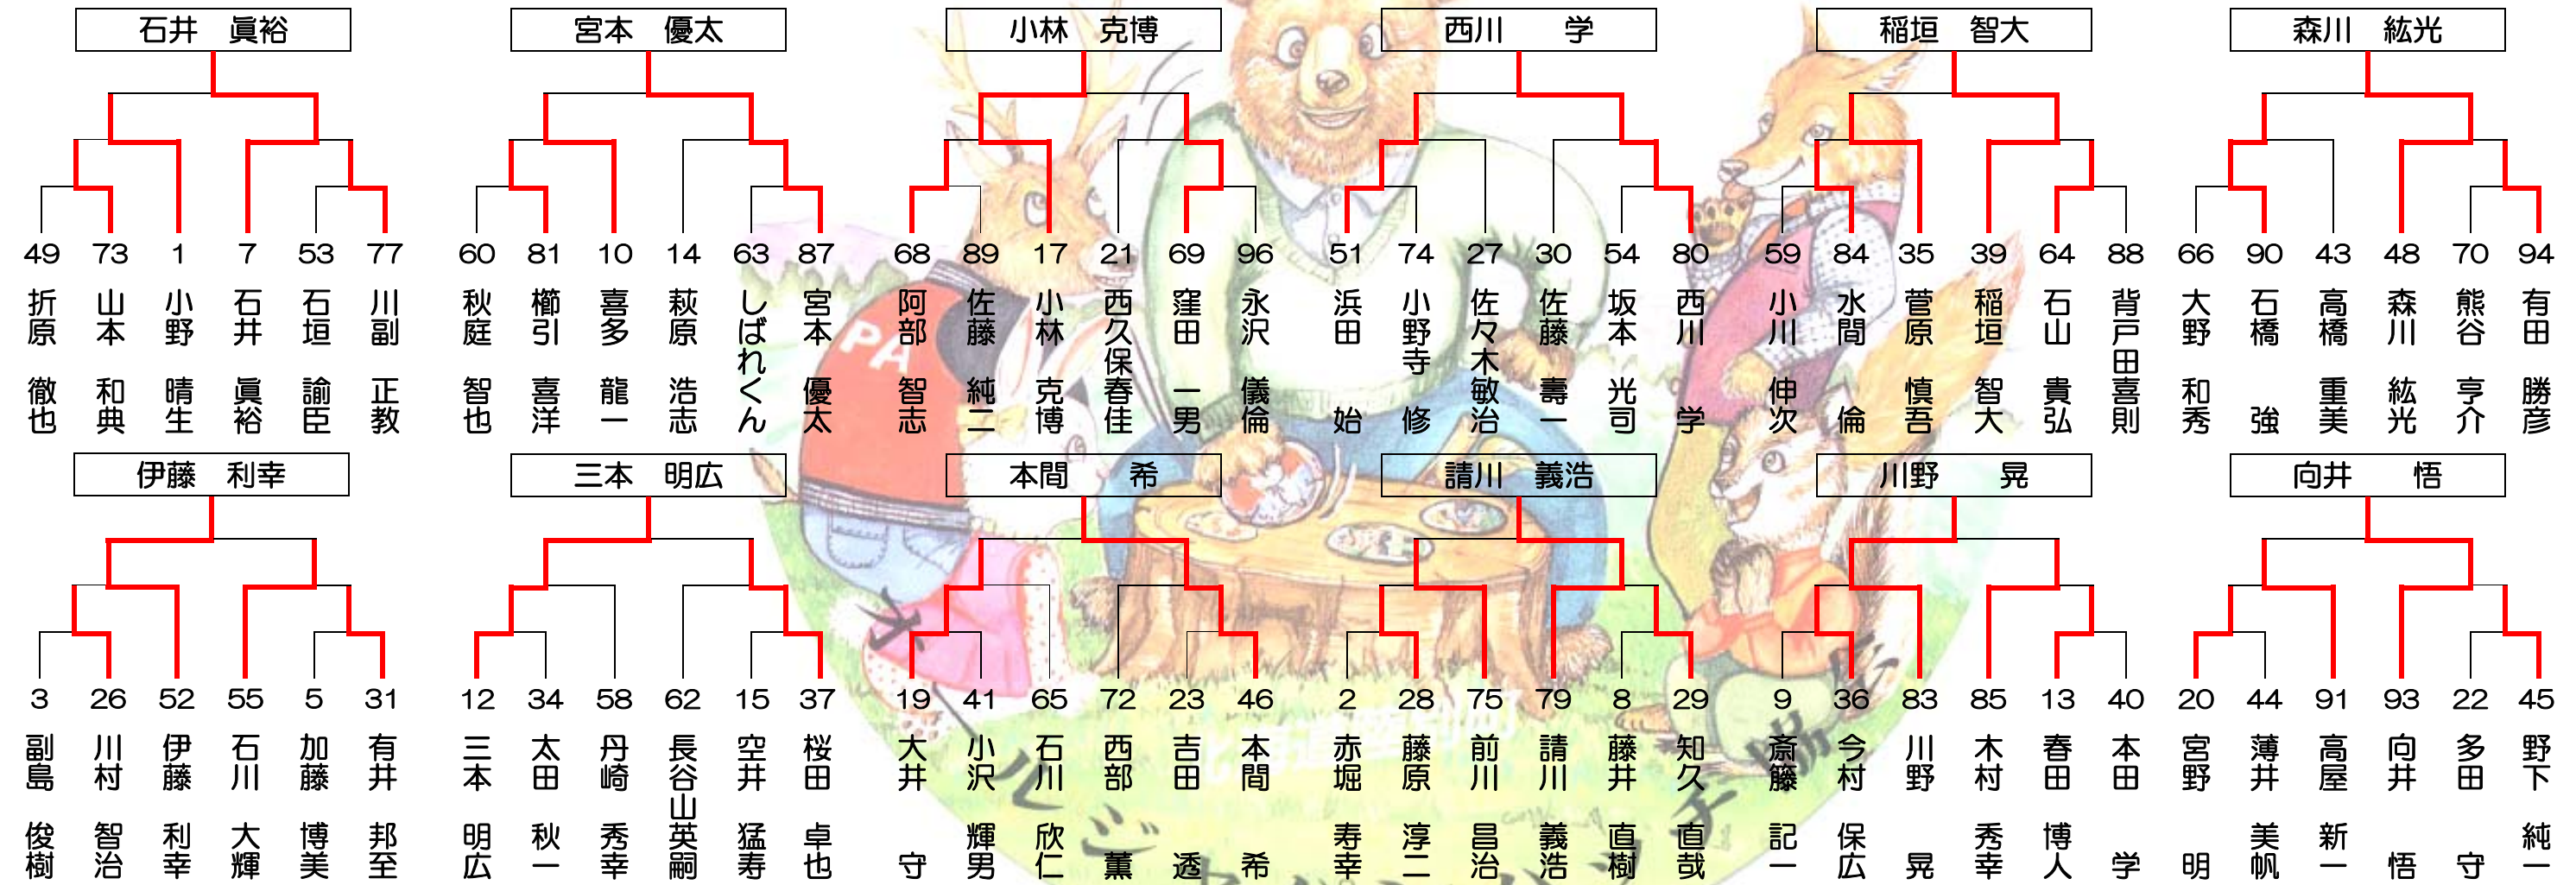 石井　眞裕
宮本　優太
小林　克博
西川　学
稲垣　智大
森川　紘光
49 73 1 7 53 77 60 81 10 14 63 87 68 89 17 21 69 96 51 74 27 30 54 80 59 84 35 39 64 88 66 90 43 48 70 94
折原　徹也
山本　和典
小野　晴生
石井　眞裕
石垣　諭臣
川副　正教
秋庭　智也
櫛引　喜洋
喜多　龍一
萩原　浩志
しばれくん
宮本　優太
阿部　智志
佐藤　純二
小林　克博
西久保春佳
窪田　一男
永沢　儀倫
浜田　始
小野寺　修
佐々木敏治
佐藤　壽一
坂本　光司
西川　学
小川　伸次
水間　倫
菅原　慎吾
稲垣　智大
石山　貴弘
背戸田喜則
大野　和秀
石橋　強
高橋　重美
森川　紘光
熊谷　亨介
有田　勝彦
PA
伊藤　利幸
三本　明広
本間　希
請川　義浩
川野　晃
向井　悟
3 26 52 55 5 31 12 34 58 62 15 37 19 41 65 72 23 46 2 28 75 79 8 29 9 36 83 85 13 40 20 44 91 93 22 45
副島　俊樹
川村　智治
伊藤　利幸
石川　大輝
加藤　博美
有井　邦至
三本　明広
太田　秋一
丹崎　秀幸
長谷山英嗣
空井　猛寿
桜田　卓也
大井　守
小沢　輝男
石川　欣仁
西部　薫
吉田　透
本間　希
赤堀　寿幸
藤原　淳二
前川　昌治
請川　義浩
藤井　直樹
知久　直哉
斎藤　記一
今村　保広
川野　晃
木村　秀幸
春田　博人
本田　学
宮野　明
薄井　美帆
高屋　新一
向井　悟
多田　守
野下　純一